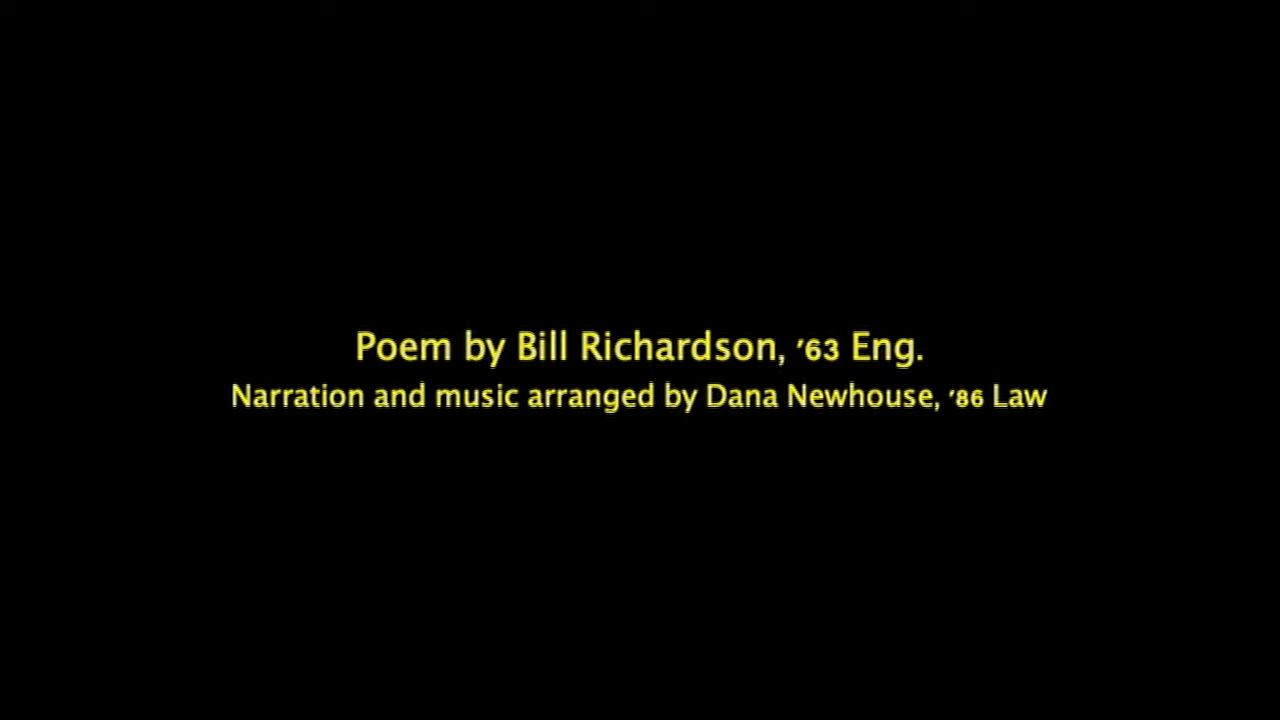 Poem by Bill Richardson, '63 Eng.
Narration and music arranged by Dana Newhouse, '86 Law